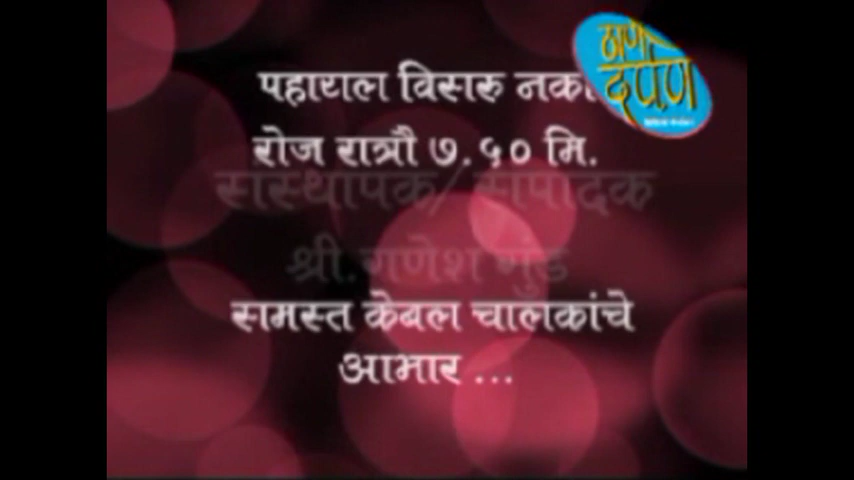 ठाणे
दर्पण
पहायल विसरु नका
रोज रात्रौ ७.५० मि.
संस्थापक/ संपादक
श्री.गणेश गुंड
समस्त केबल चालकांचे
आभार ...